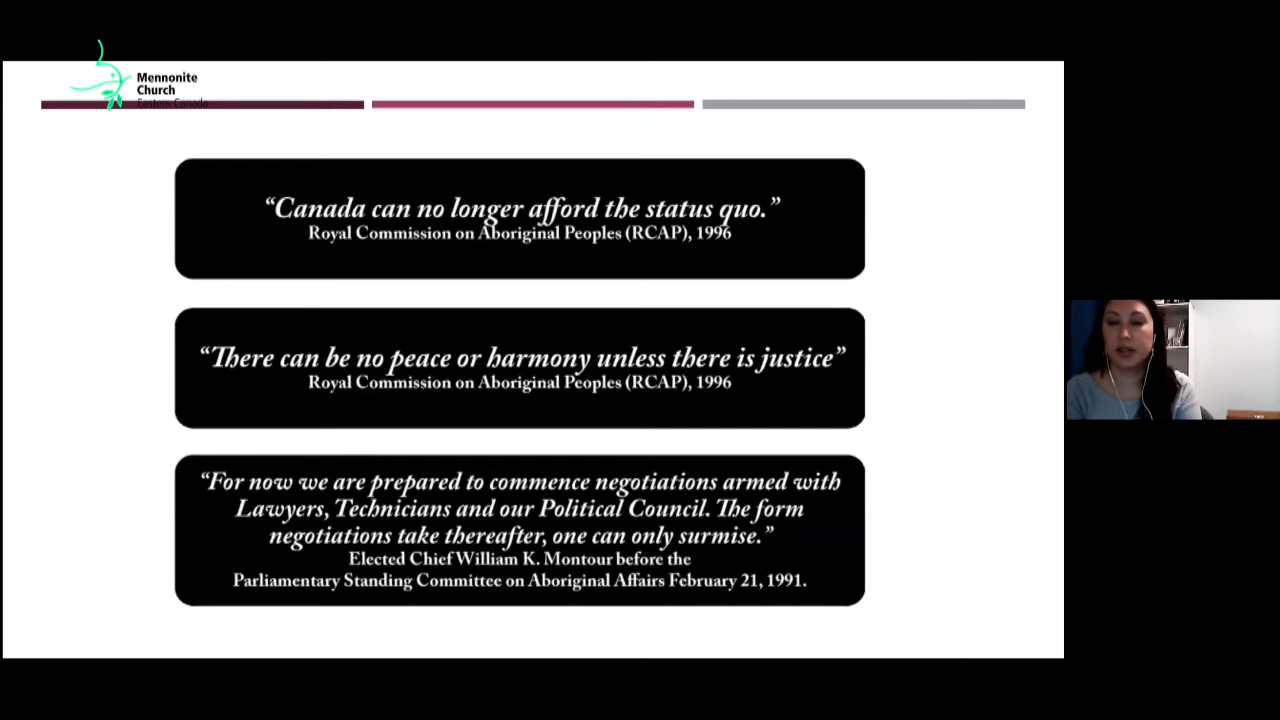 Mennonite
Church
Eastern Canada
“Canada can no longer afford the status quo.”
Royal Commission on Aboriginal Peoples (RCAP), 1996
“There can be no peace or harmony unless there is justice”
Royal Commission on Aboriginal Peoples (RCAP), 1996
“For now we are prepared to commence negotiations armed with
Lawyers, Technicians and our Political Council. The form
negotiations take thereafter, one can only surmise.”
Elected Chief William K. Montour before the
Parliamentary Standing Committee on Aboriginal Affairs February 21, 1991.